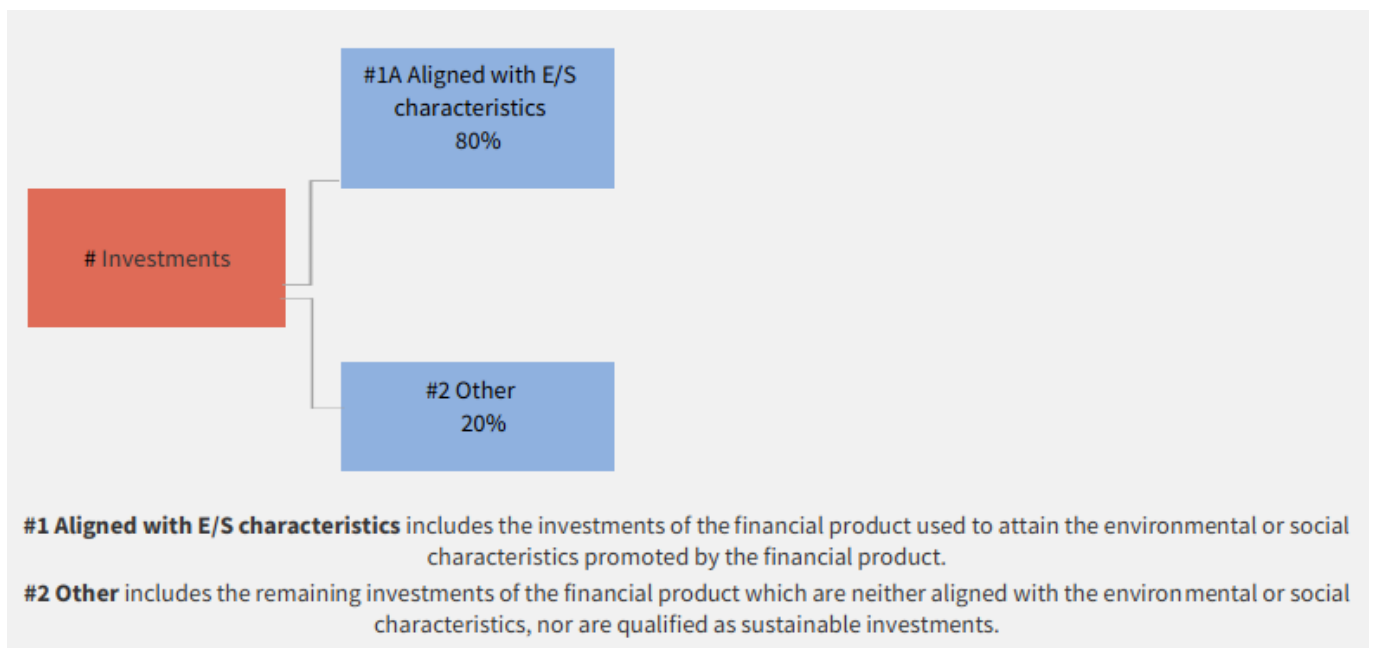 #1A Aligned with E/S
characteristics
80%
# Investments
#2 Other
20%
#1 Aligned with E/S characteristics includes the investments of the financial product used to attain the environmental or social
characteristics promoted by the financial product.
#2 Other includes the remaining investments of the financial product which are neither aligned with the environmental or social
characteristics, nor are qualified as sustainable investments.